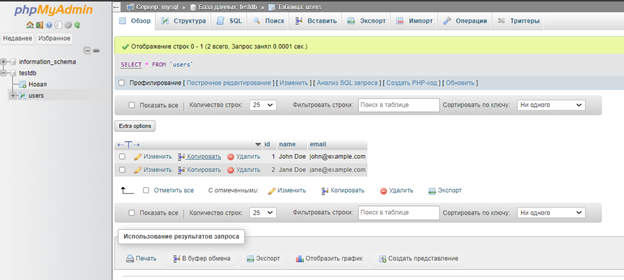 phpMyAdmin
Недавнее Избранное
information_schema
testdb
Новая
users
Сервер: mysql » База данных: testdb » Таблица: users
Обзор Структура SQL Поиск Вставить Экспорт Импорт Операции Триггеры
Отображение строк 0 - 1 (2 всего, Запрос занял 0.0001 сек.)
SELECT * FROM `users`
Профилирование [ Построчное редактирование ] [ Изменить ] [ Анализ SQL запроса ] [ Создать PHP-код ] [ Обновить ]
Показать все Количество строк: 25 Фильтровать строки: Поиск в таблице Сортировать по ключу: Ни одного
Extra options
←T→ id name email
Изменить Копировать Удалить 1 John Doe john@example.com
Изменить Копировать Удалить 2 Jane Doe jane@example.com
Отметить все С отмеченными: Изменить Копировать Удалить Экспорт
Показать все Количество строк: 25 Фильтровать строки: Поиск в таблице Сортировать по ключу: Ни одного
Использование результатов запроса
Печать В буфер обмена Экспорт Отобразить график Создать представление